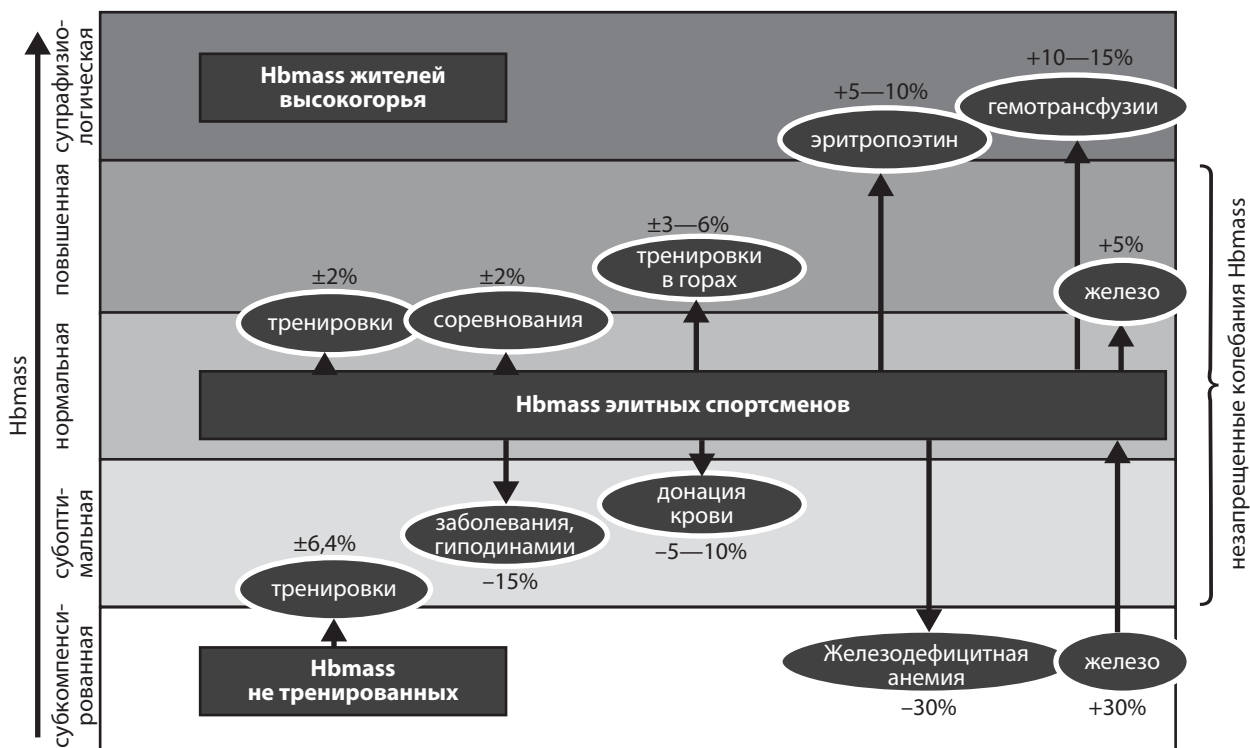 Hbmass
супрафизио-
логическая
повышенная
нормальная
субопти-
мальная
субкомпенси-
рованная
Hbmass жителей
высокогорья
+10—15%
гемотрансфузии
+5—10%
эритропоэтин
±3—6%
тренировки
в горах
+5%
железо
±2%
тренировки
±2%
соревнования
Hbmass элитных спортсменов
заболевания,
гиподинамии
–15%
донация
крови
–5—10%
±6,4%
тренировки
Hbmass
не тренированных
Железодефицитная
анемия
–30%
железо
+30%
незапрещенные колебания Hbmass